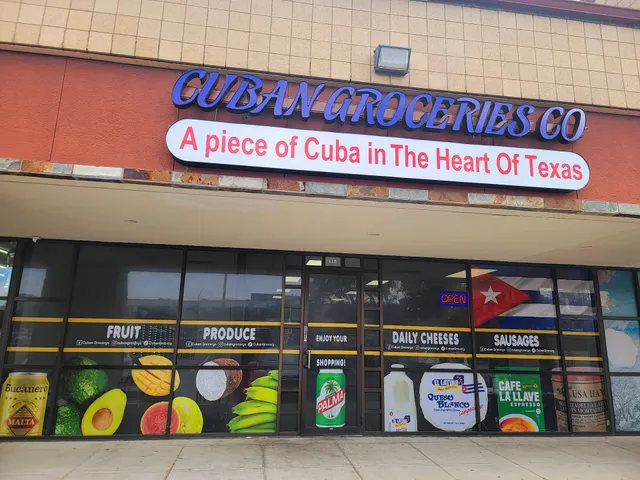 CUBAN GROCERIES CO
A piece of Cuba in The Heart Of Texas
OPEN
FRUIT
PRODUCE
ENJOY YOUR
SHOPPING!
DAILY CHEESES
SAUSAGES
Bucanero
MALTA
PALMA
QUESO
BLANCO
CAFE
LA LLAVE
ESPRESSO